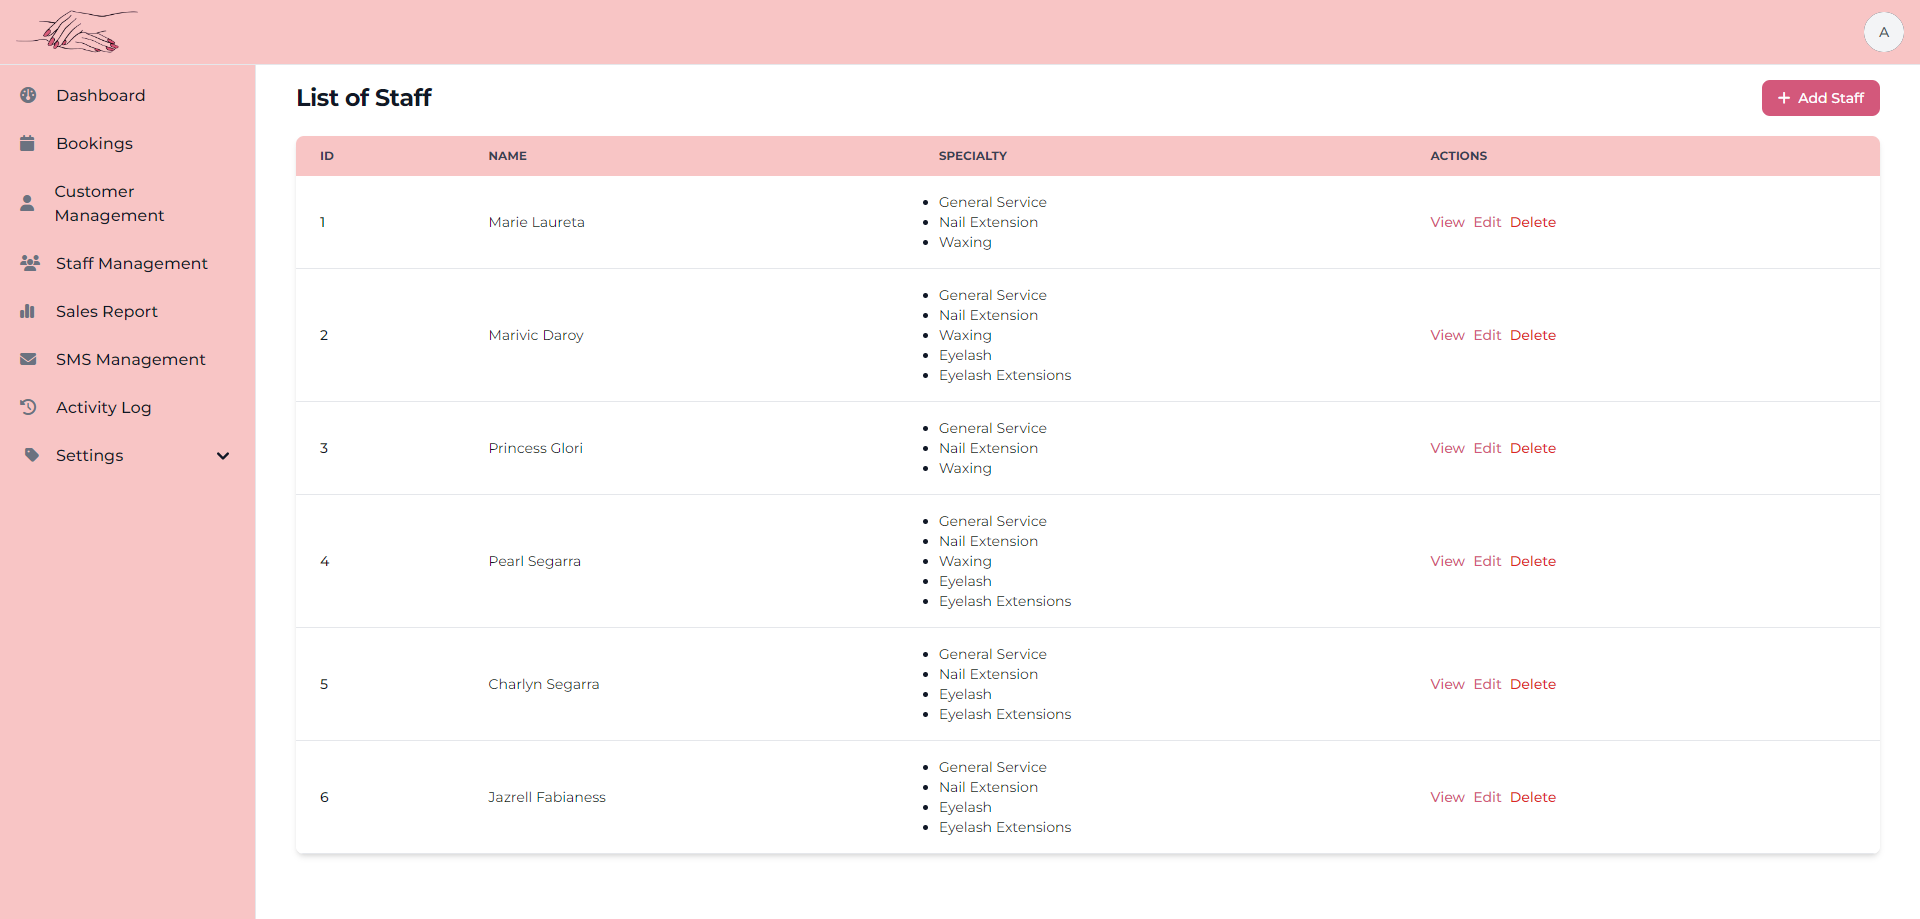 A
Dashboard
Bookings
Customer
Management
Staff Management
Sales Report
SMS Management
Activity Log
Settings
List of Staff
Add Staff
ID NAME SPECIALTY ACTIONS
1 Marie Laureta
General Service
Nail Extension
Waxing
View Edit Delete
2 Marivic Daroy
General Service
Nail Extension
Waxing
Eyelash
Eyelash Extensions
View Edit Delete
3 Princess Glori
General Service
Nail Extension
Waxing
View Edit Delete
4 Pearl Segarra
General Service
Nail Extension
Waxing
Eyelash
Eyelash Extensions
View Edit Delete
5 Charlyn Segarra
General Service
Nail Extension
Eyelash
Eyelash Extensions
View Edit Delete
6 Jazrell Fabianess
General Service
Nail Extension
Eyelash
Eyelash Extensions
View Edit Delete